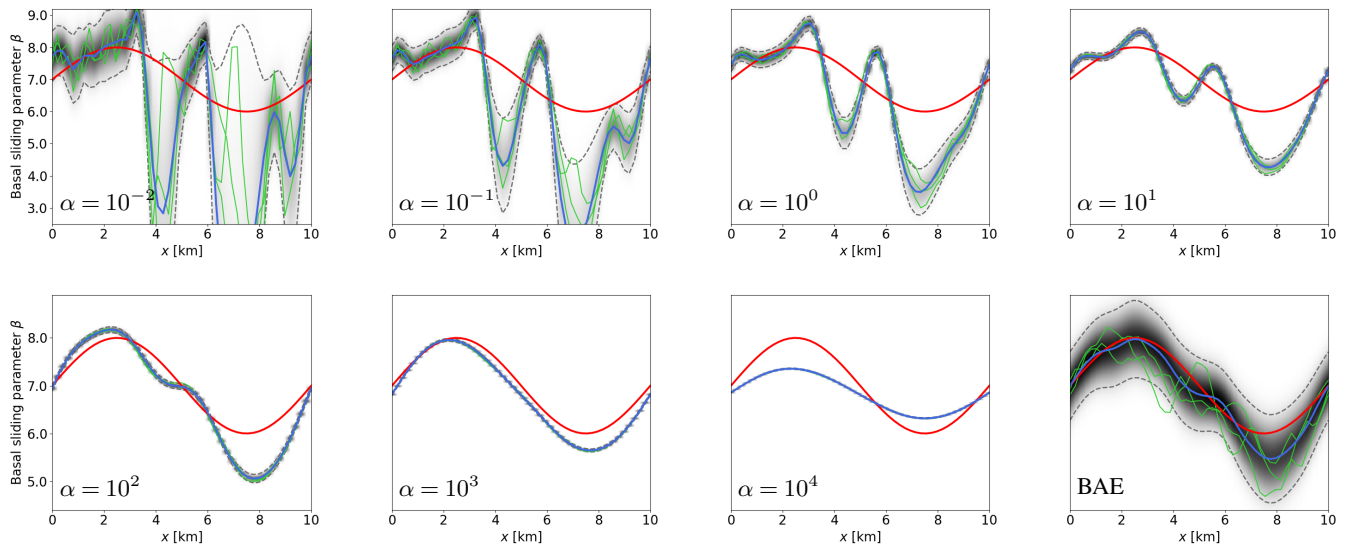 Basal sliding parameter β
9.2
8.0
7.0
6.0
5.0
4.0
3.0
α = 10⁻²
0 2 4 6 8 10
x [km]
α = 10⁻¹
0 2 4 6 8 10
x [km]
α = 10⁰
0 2 4 6 8 10
x [km]
α = 10¹
0 2 4 6 8 10
x [km]
Basal sliding parameter β
8.0
7.0
6.0
5.0
α = 10²
0 2 4 6 8 10
x [km]
α = 10³
0 2 4 6 8 10
x [km]
α = 10⁴
0 2 4 6 8 10
x [km]
BAE
0 2 4 6 8 10
x [km]